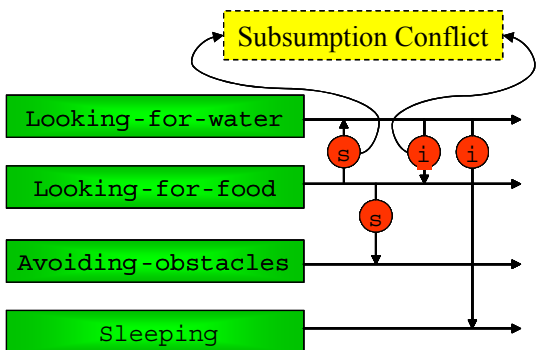 Subsumption Conflict
Looking-for-water
s i i
Looking-for-food
s
Avoiding-obstacles
Sleeping